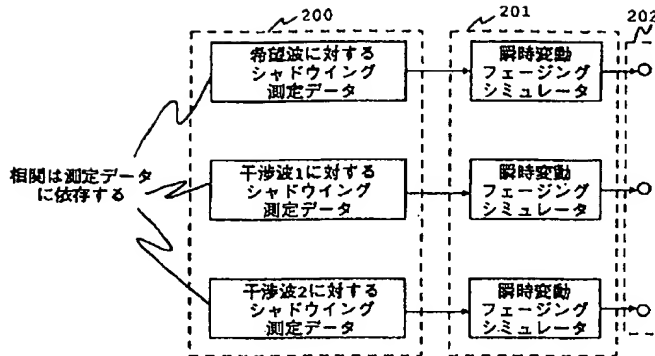 200
201
202
希望波に対する
シャドウイング
測定データ
瞬時変動
フェージング
シミュレータ
相関は測定データ
に依存する
干渉波1に対する
シャドウイング
測定データ
瞬時変動
フェージング
シミュレータ
干渉波2に対する
シャドウイング
測定データ
瞬時変動
フェージング
シミュレータ